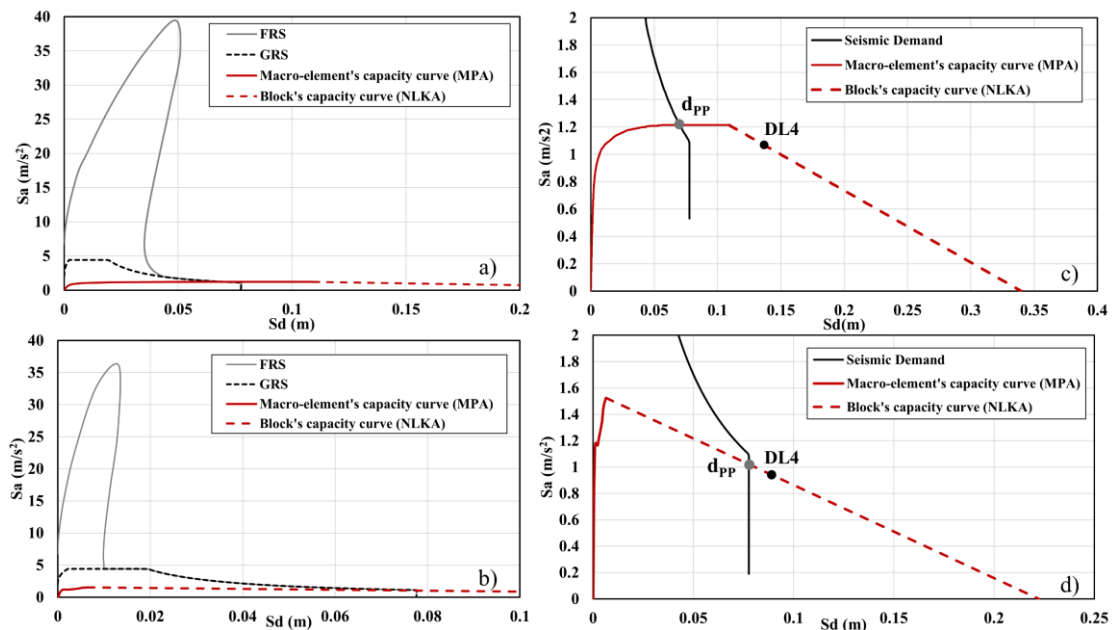 40
35
30
25
20
15
10
5
0
Sa (m/s²)
FRS
GRS
Macro-element's capacity curve (MPA)
Block's capacity curve (NLKA)
a)
0 0.05 0.1 0.15 0.2
Sd (m)
2
1.8
1.6
1.4
1.2
1
0.8
0.6
0.4
0.2
0
Sa (m/s2)
Seismic Demand
Macro-element's capacity curve (MPA)
Block's capacity curve (NLKA)
dPP
DL4
c)
0 0.05 0.1 0.15 0.2 0.25 0.3 0.35 0.4
Sd(m)
40
35
30
25
20
15
10
5
0
Sa (m/s²)
FRS
GRS
Macro-element's capacity curve (MPA)
Block's capacity curve (NLKA)
b)
0 0.02 0.04 0.06 0.08 0.1
Sd (m)
2
1.8
1.6
1.4
1.2
1
0.8
0.6
0.4
0.2
0
Sa (m/s²)
Seismic Demand
Macro-element's capacity curve (MPA)
Block's capacity curve (NLKA)
dPP
DL4
d)
0 0.05 0.1 0.15 0.2 0.25
Sd (m)